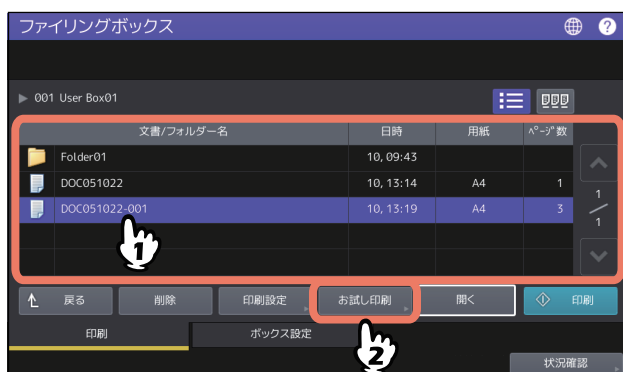 ファイリングボックス
?
001 User Box01
文書/フォルダー名 日時 用紙 ﾍﾟｰｼﾞ数
Folder01 10, 09:43
DOC051022 10, 13:14 A4 1
DOC051022-001 10, 13:19 A4 3
1
1
1
戻る 削除 印刷設定 お試し印刷 開く 印刷
2
印刷 ボックス設定
状況確認